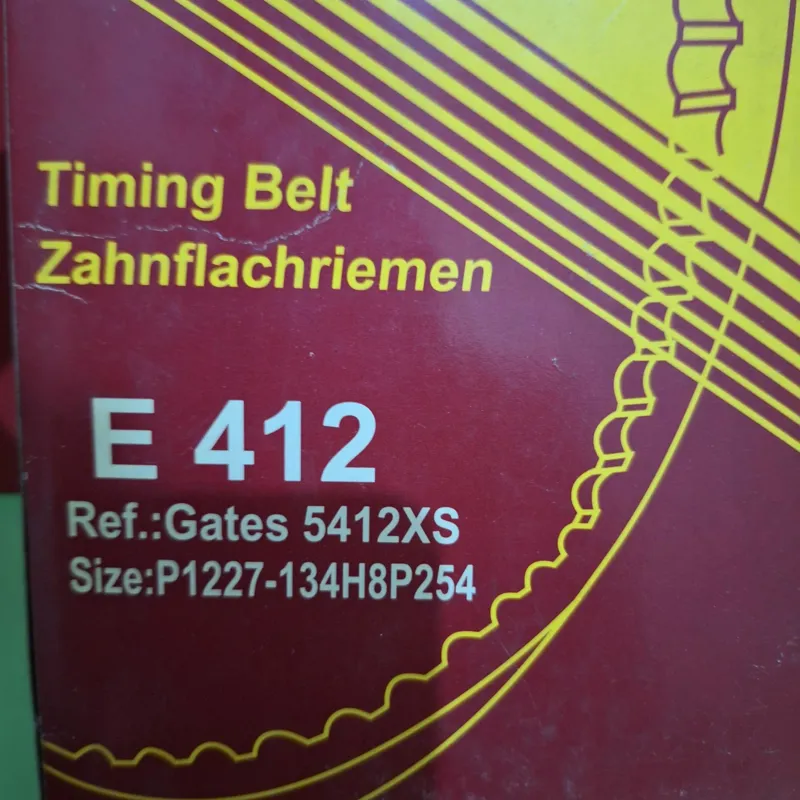 Timing Belt
Zahnflachriemen
E 412
Ref.:Gates 5412XS
Size:P1227-134H8P254